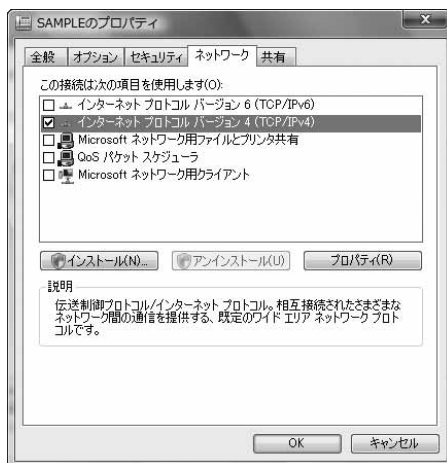 SAMPLEのプロパティ
全般 オプション セキュリティ ネットワーク 共有
この接続は次の項目を使用します(O):
インターネット プロトコル バージョン 6 (TCP/IPv6)
インターネット プロトコル バージョン 4 (TCP/IPv4)
Microsoft ネットワーク用ファイルとプリンタ共有
QoS パケット スケジューラ
Microsoft ネットワーク用クライアント
インストール(N)... アンインストール(U) プロパティ(R)
説明
伝送制御プロトコル/インターネット プロトコル。相互接続されたさまざまな
ネットワーク間の通信を提供する、既定のワイド エリア ネットワーク プロト
コルです。
OK キャンセル